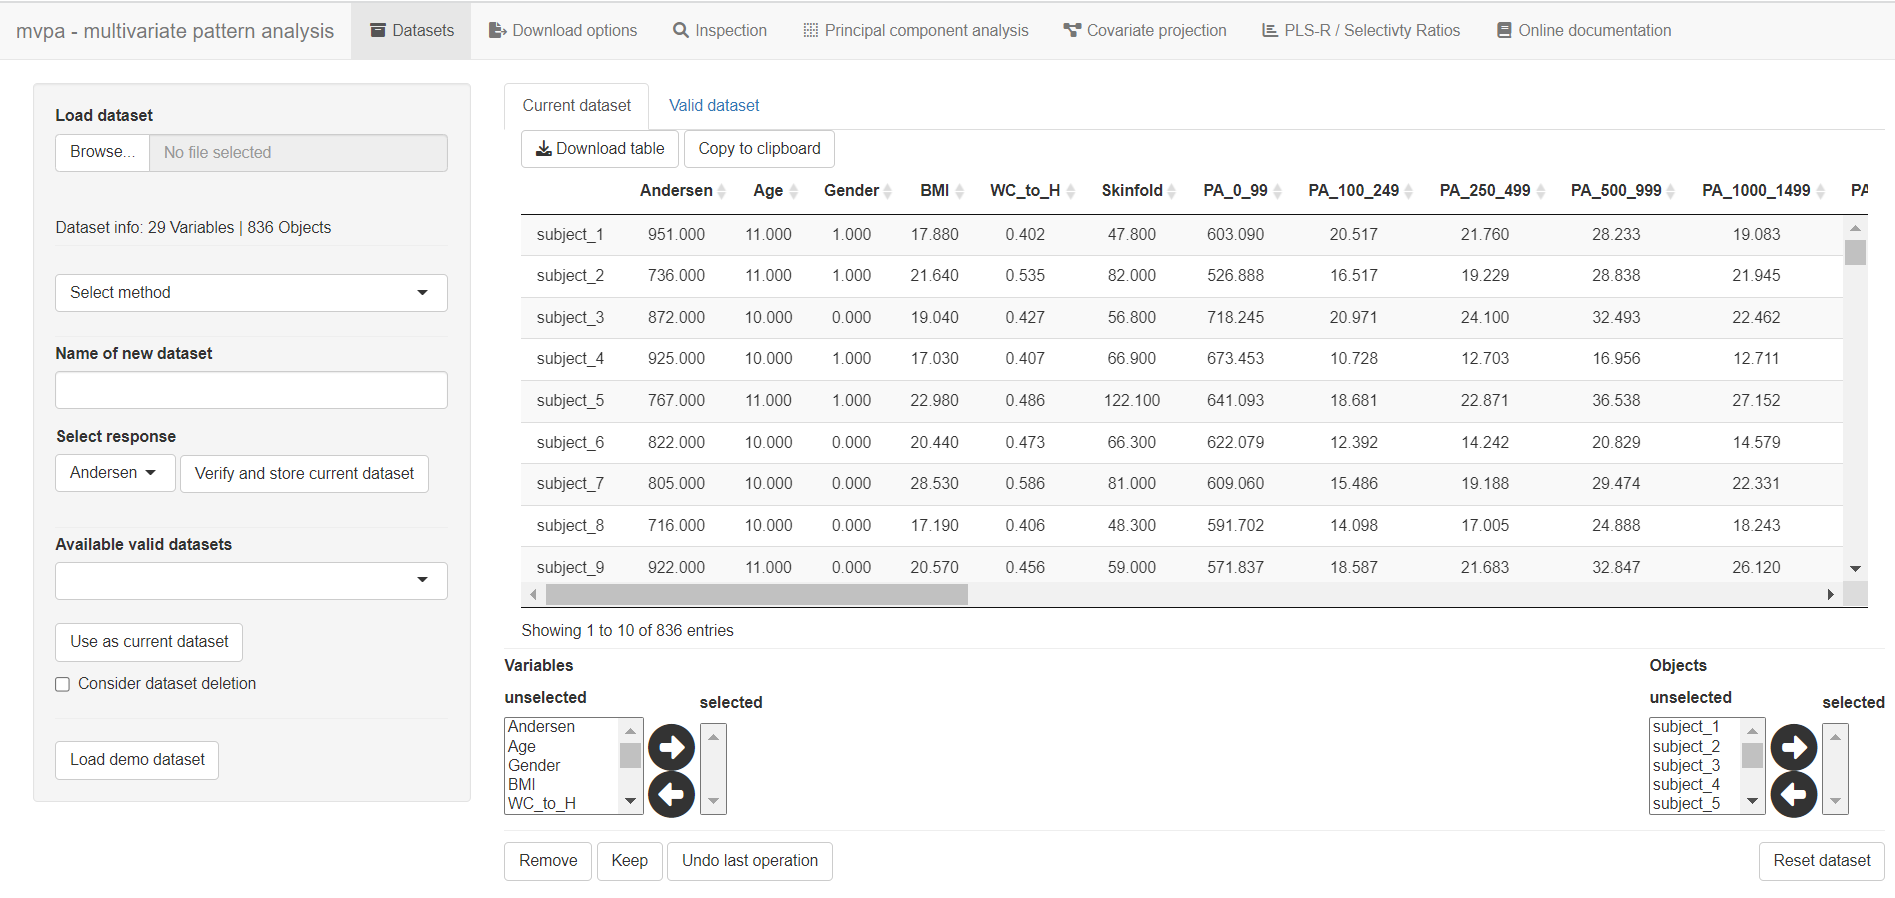 mvpa - multivariate pattern analysis Datasets Download options Inspection Principal component analysis Covariate projection PLS-R / Selectivty Ratios Online documentation
Load dataset
Browse... No file selected
Dataset info: 29 Variables | 836 Objects
Select method
Name of new dataset
Select response
Andersen Verify and store current dataset
Available valid datasets
Use as current dataset
Consider dataset deletion
Load demo dataset
Current dataset Valid dataset
Download table Copy to clipboard
Andersen Age Gender BMI WC_to_H Skinfold PA_0_99 PA_100_249 PA_250_499 PA_500_999 PA_1000_1499 PA
subject_1 951.000 11.000 1.000 17.880 0.402 47.800 603.090 20.517 21.760 28.233 19.083
subject_2 736.000 11.000 1.000 21.640 0.535 82.000 526.888 16.517 19.229 28.838 21.945
subject_3 872.000 10.000 0.000 19.040 0.427 56.800 718.245 20.971 24.100 32.493 22.462
subject_4 925.000 10.000 1.000 17.030 0.407 66.900 673.453 10.728 12.703 16.956 12.711
subject_5 767.000 11.000 1.000 22.980 0.486 122.100 641.093 18.681 22.871 36.538 27.152
subject_6 822.000 10.000 0.000 20.440 0.473 66.300 622.079 12.392 14.242 20.829 14.579
subject_7 805.000 10.000 0.000 28.530 0.586 81.000 609.060 15.486 19.188 29.474 22.331
subject_8 716.000 10.000 0.000 17.190 0.406 48.300 591.702 14.098 17.005 24.888 18.243
subject_9 922.000 11.000 0.000 20.570 0.456 59.000 571.837 18.587 21.683 32.847 26.120
Showing 1 to 10 of 836 entries
Variables
unselected selected
Andersen
Age
Gender
BMI
WC_to_H
Objects
unselected selected
subject_1
subject_2
subject_3
subject_4
subject_5
Remove Keep Undo last operation Reset dataset